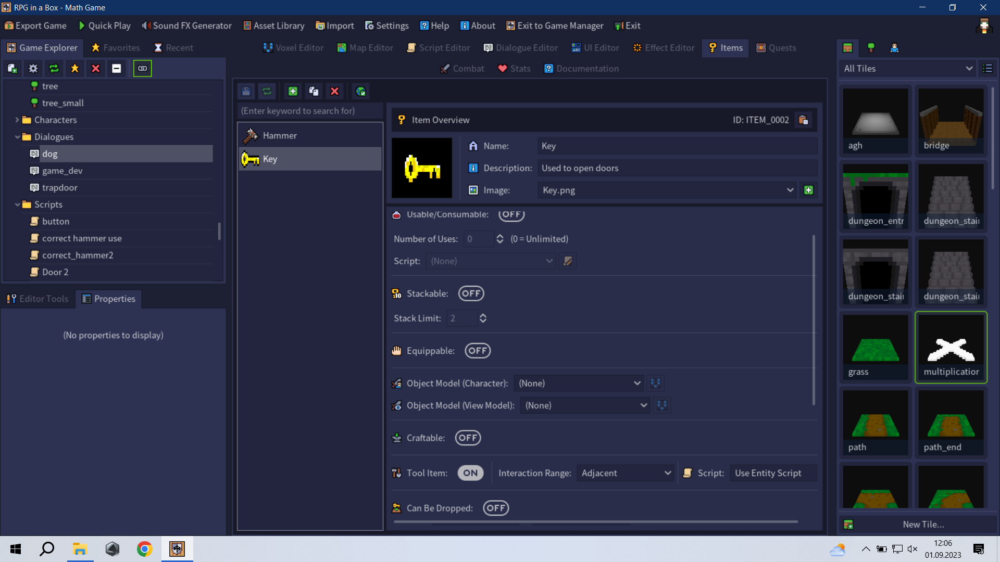 RPG in a Box - Math Game
Export Game Quick Play Sound FX Generator Asset Library Import Settings Help About Exit to Game Manager Exit
Game Explorer Favorites Recent
Voxel Editor Map Editor Script Editor Dialogue Editor UI Editor Effect Editor Items Quests
Combat Stats Documentation
tree
tree_small
Characters
Dialogues
dog
game_dev
trapdoor
Scripts
button
correct hammer use
correct_hammer2
Door 2
Editor Tools Properties
(No properties to display)
(Enter keyword to search for)
Hammer
Key
Item Overview ID: ITEM_0002
Name: Key
Description: Used to open doors
Image: Key.png
Usable/Consumable: OFF
Number of Uses: 0 (0 = Unlimited)
Script: (None)
10 Stackable: OFF
Stack Limit: 2
Equippable: OFF
Object Model (Character): (None)
Object Model (View Model): (None)
Craftable: OFF
Tool Item: ON Interaction Range: Adjacent Script: Use Entity Script
Can Be Dropped: OFF
All Tiles
agh bridge
dungeon_entr dungeon_stai
dungeon_stai dungeon_stai
grass multiplication
path path_end
New Tile...
12:06
01.09.2023